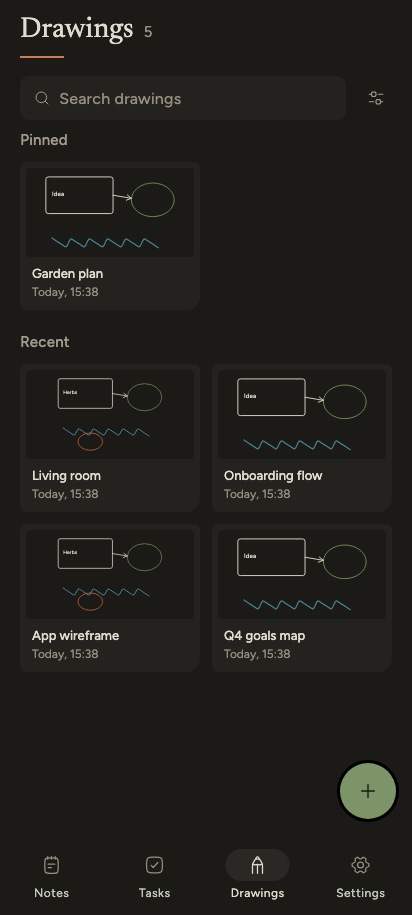 Drawings 5
Search drawings
Pinned
Idea
Garden plan
Today, 15:38
Recent
Herbs
Living room
Today, 15:38
Idea
Onboarding flow
Today, 15:38
Herbs
App wireframe
Today, 15:38
Idea
Q4 goals map
Today, 15:38
Notes
Tasks
Drawings
Settings